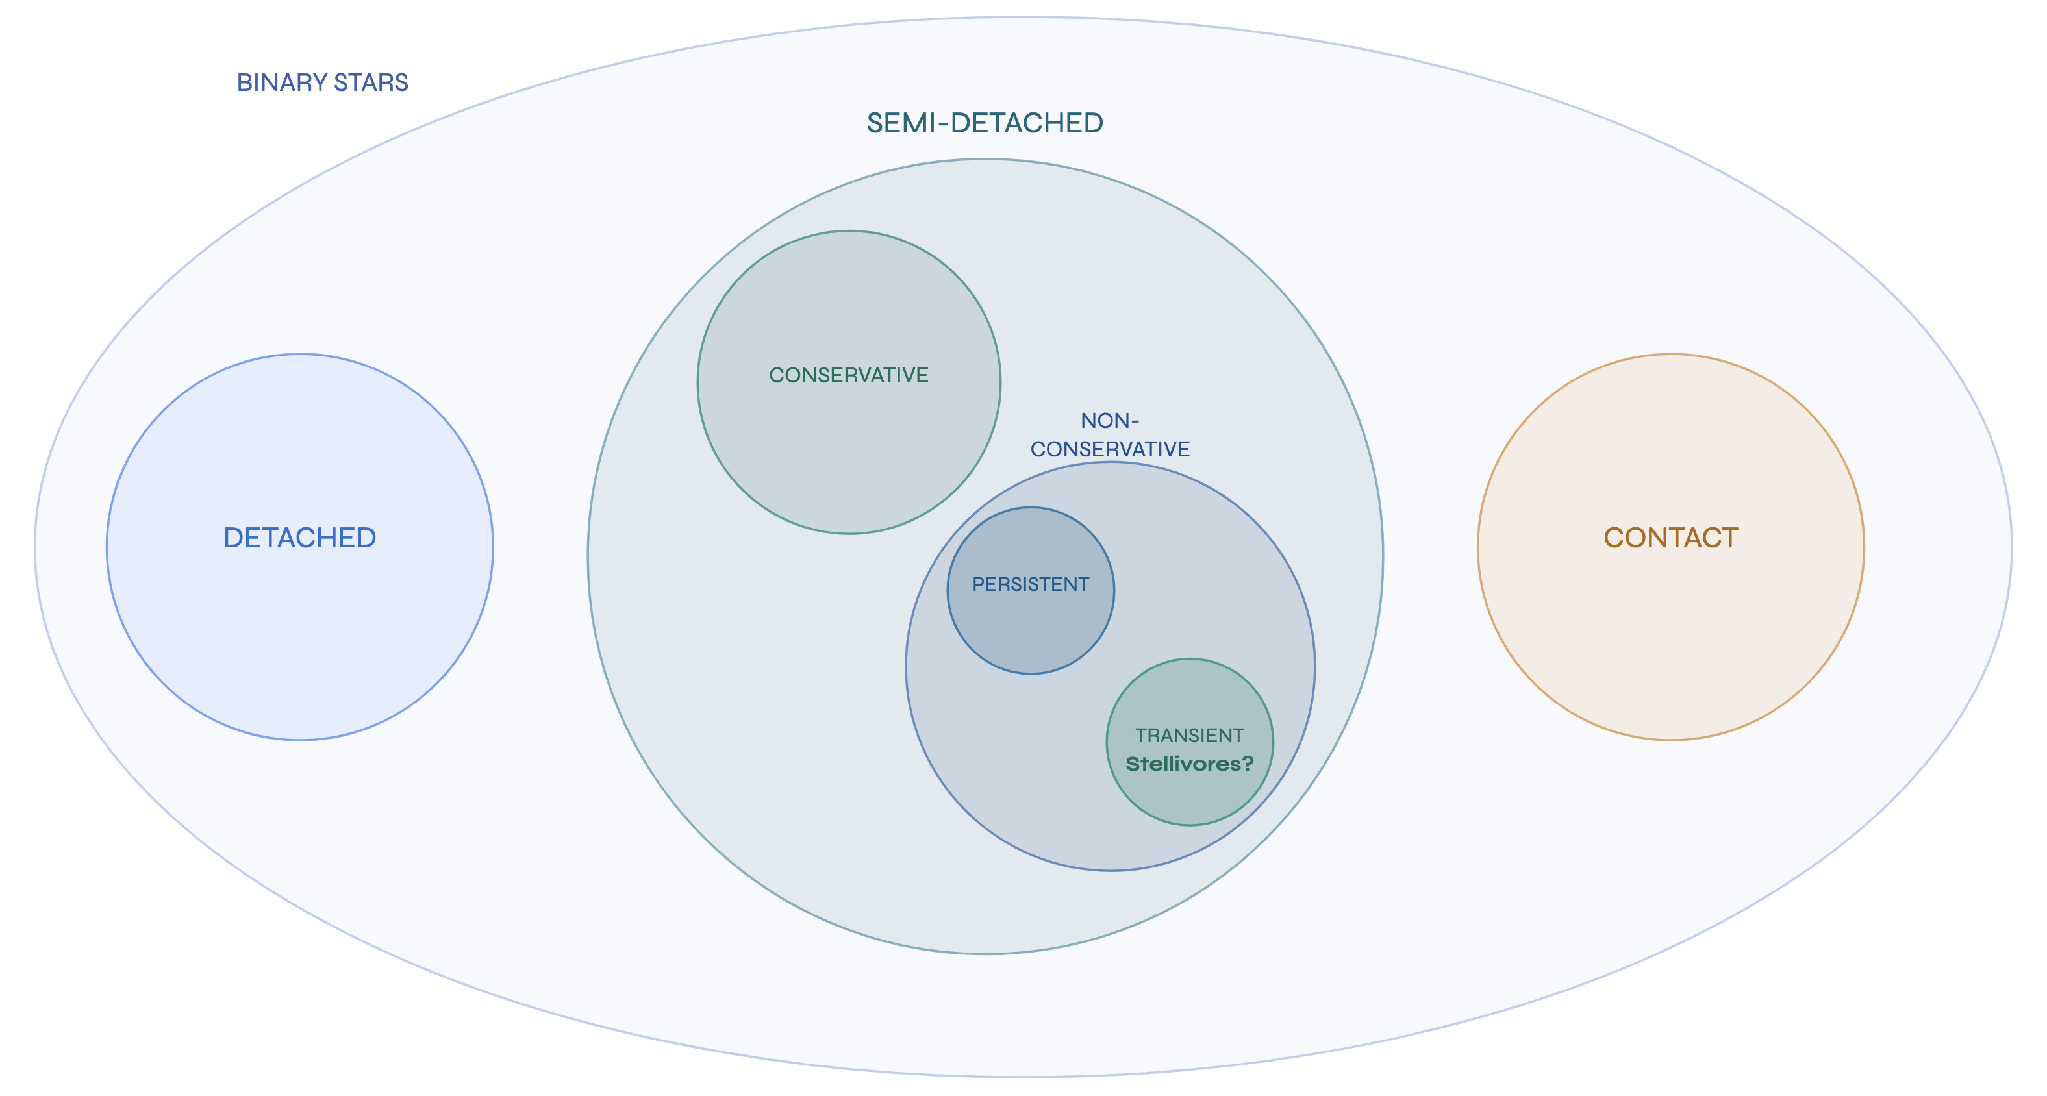 BINARY STARS
SEMI-DETACHED
CONSERVATIVE
NON-
CONSERVATIVE
DETACHED
CONTACT
PERSISTENT
TRANSIENT
Stellivores?